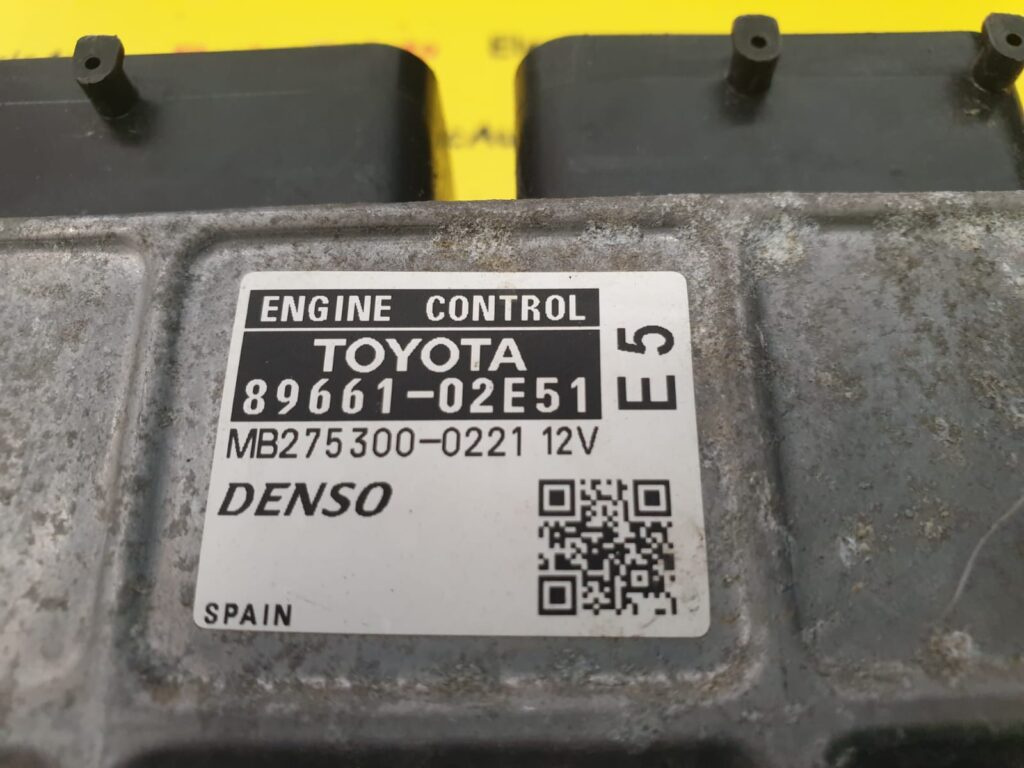 ENGINE CONTROL
TOYOTA
89661-02E51
E5
MB275300-0221 12V
DENSO
SPAIN